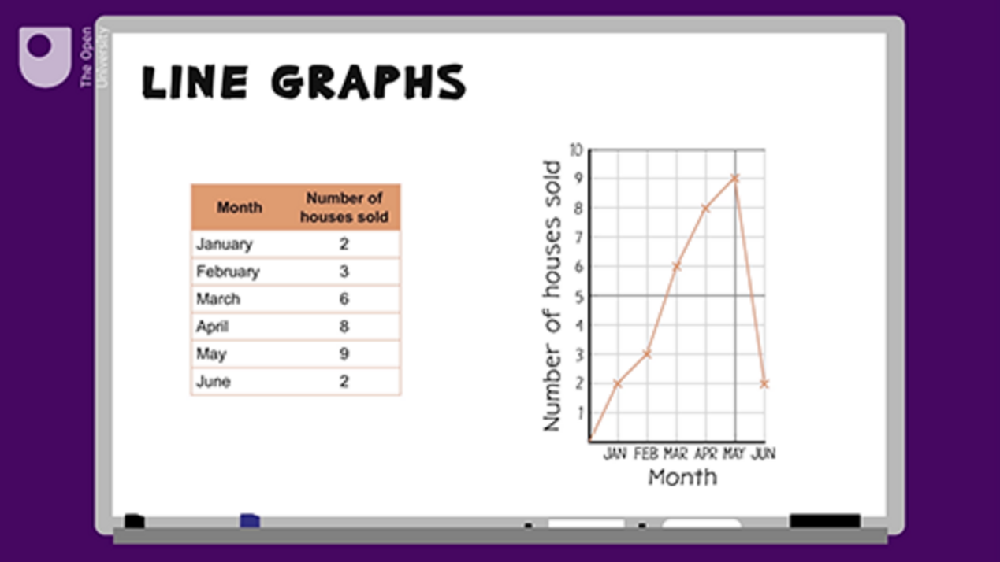 The Open
University
LINE GRAPHS
Month Number of
houses sold
January 2
February 3
March 6
April 8
May 9
June 2
Number of houses sold
10
9
8
7
6
5
4
3
2
1
JAN FEB MAR APR MAY JUN
Month